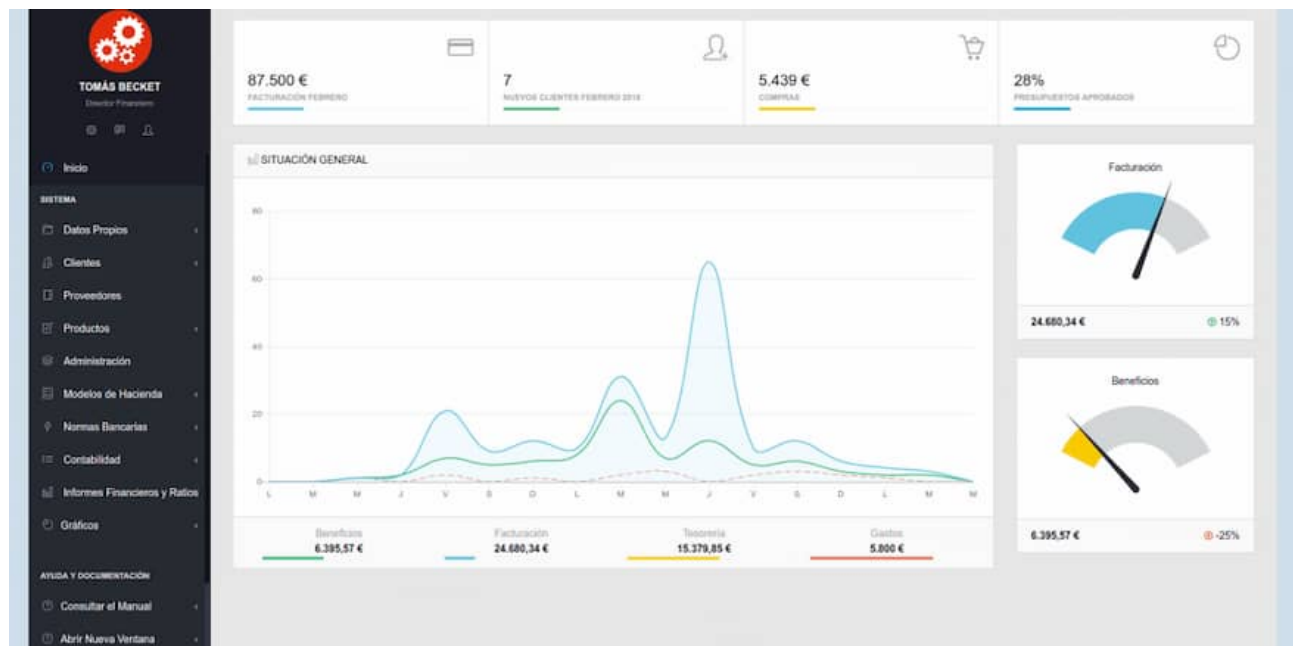 TOMÁS BECKET
Director Financiero
Inicio
SISTEMA
Datos Propios
Clientes
Proveedores
Productos
Administración
Modelos de Hacienda
Normas Bancarias
Contabilidad
Informes Financieros y Ratios
Gráficos
AYUDA Y DOCUMENTACIÓN
Consultar el Manual
Abrir Nueva Ventana
87.500 €
FACTURACIÓN FEBRERO
7
NUEVOS CLIENTES FEBRERO 2018
5.439 €
COMPRAS
28%
PRESUPUESTOS APROBADOS
SITUACIÓN GENERAL
80
60
40
20
0
L M M J V S D L M M J V S D L M M
Beneficios
6.395,57 €
Facturación
24.680,34 €
Tesorería
15.379,85 €
Gastos
5.800 €
Facturación
24.680,34 € 15%
Beneficios
6.395,57 € -25%